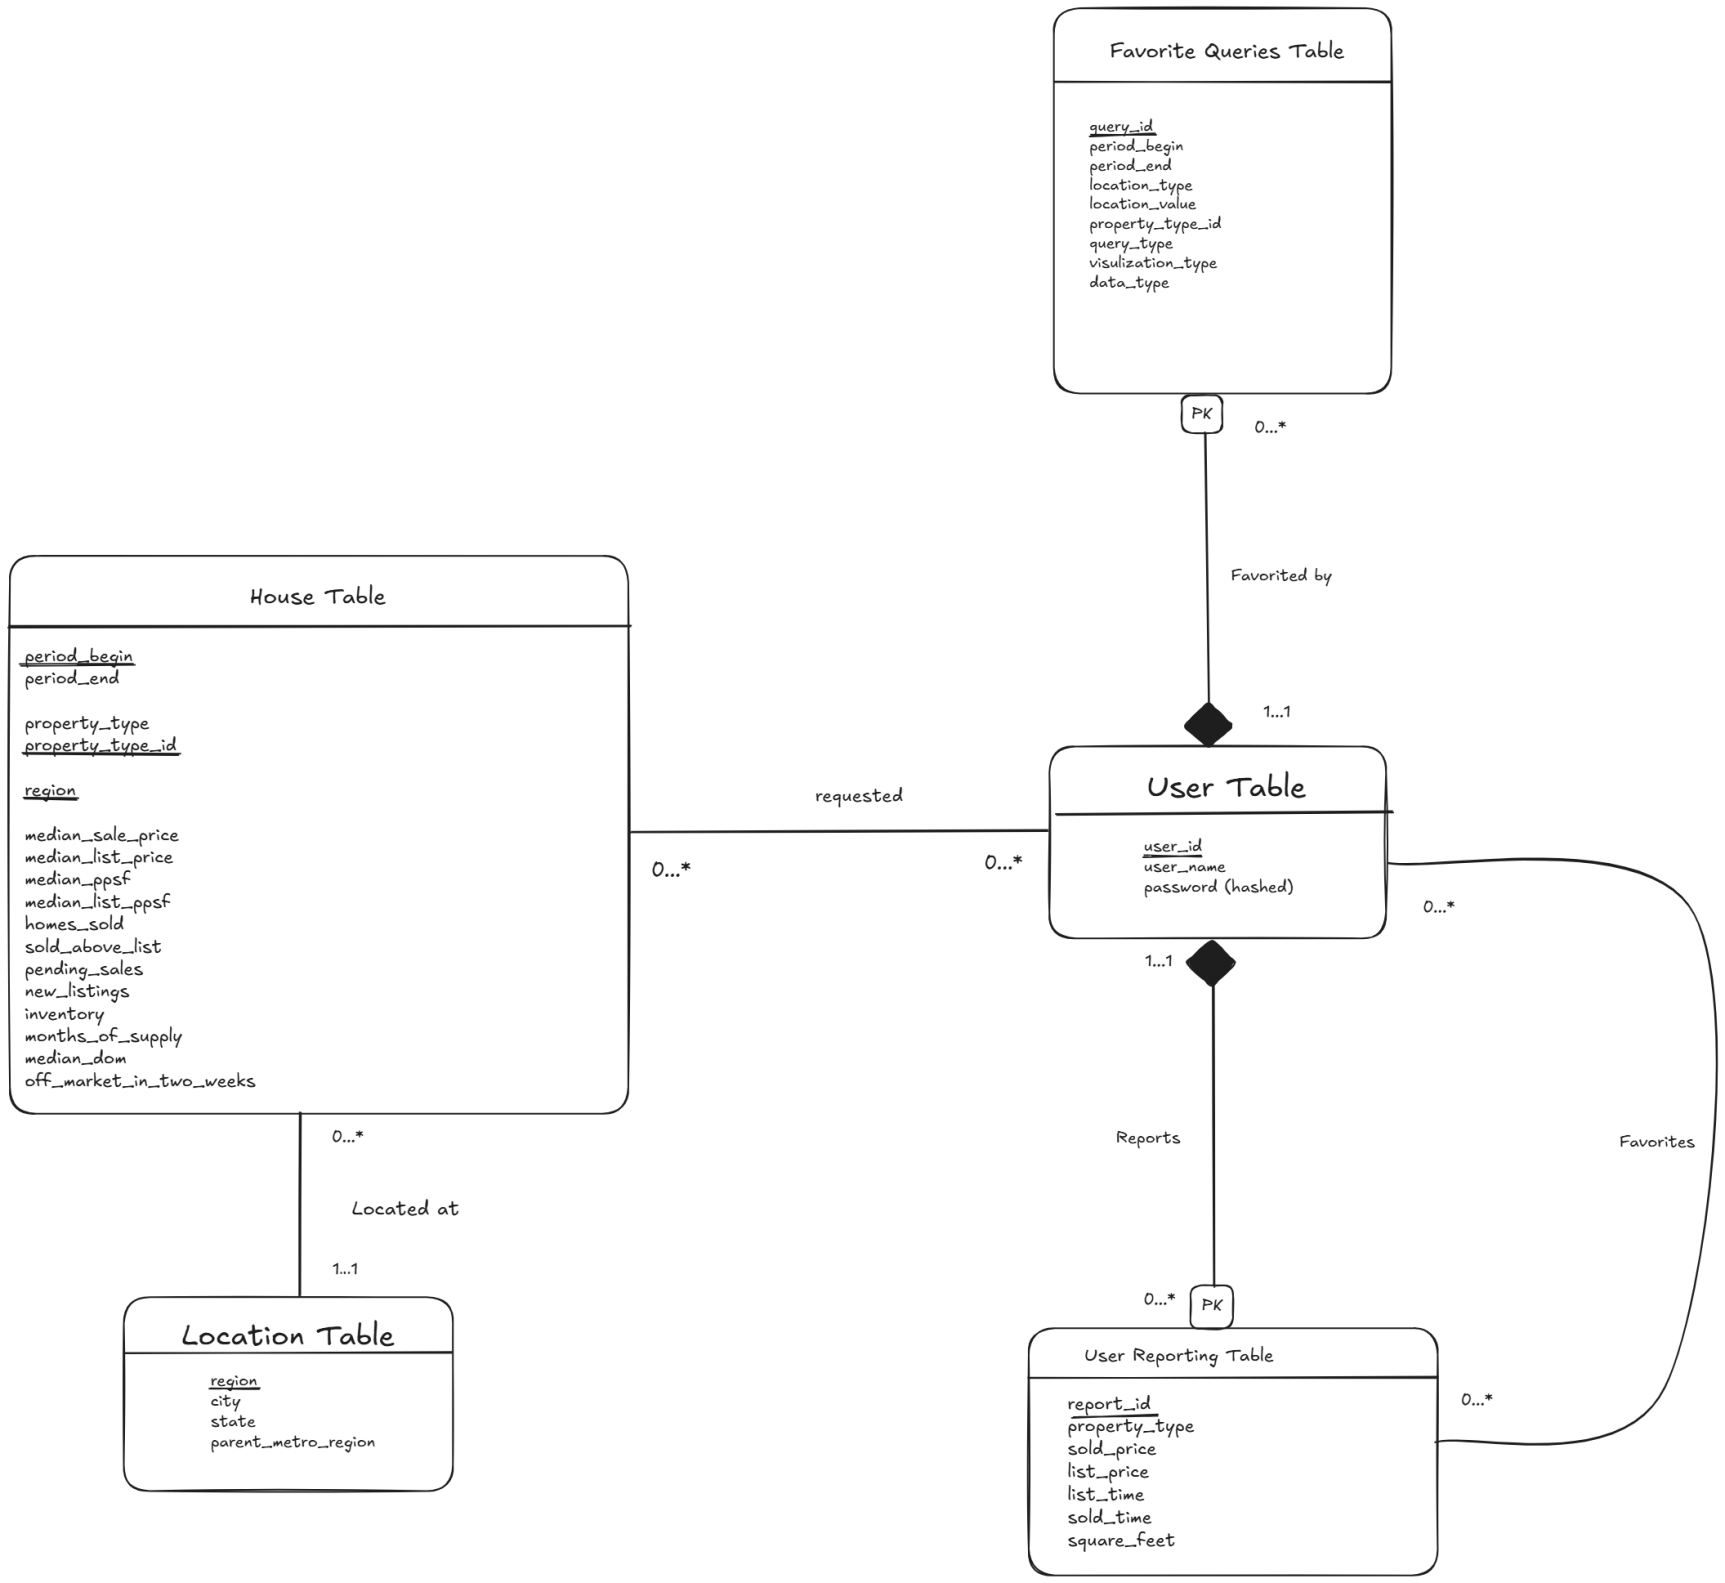 Favorite Queries Table
query_id
period_begin
period_end
location_type
location_value
property_type_id
query_type
visulization_type
data_type
PK
0...*
Favorited by
1...1
House Table
period_begin
period_end
property_type
property_type_id
region
median_sale_price
median_list_price
median_ppsf
median_list_ppsf
homes_sold
sold_above_list
pending_sales
new_listings
inventory
months_of_supply
median_dom
off_market_in_two_weeks
requested
0...*
0...*
User Table
user_id
user_name
password (hashed)
0...*
1...1
Reports
Favorites
0...*
Located at
1...1
Location Table
region
city
state
parent_metro_region
0...*
PK
User Reporting Table
report_id
property_type
sold_price
list_price
list_time
sold_time
square_feet
0...*